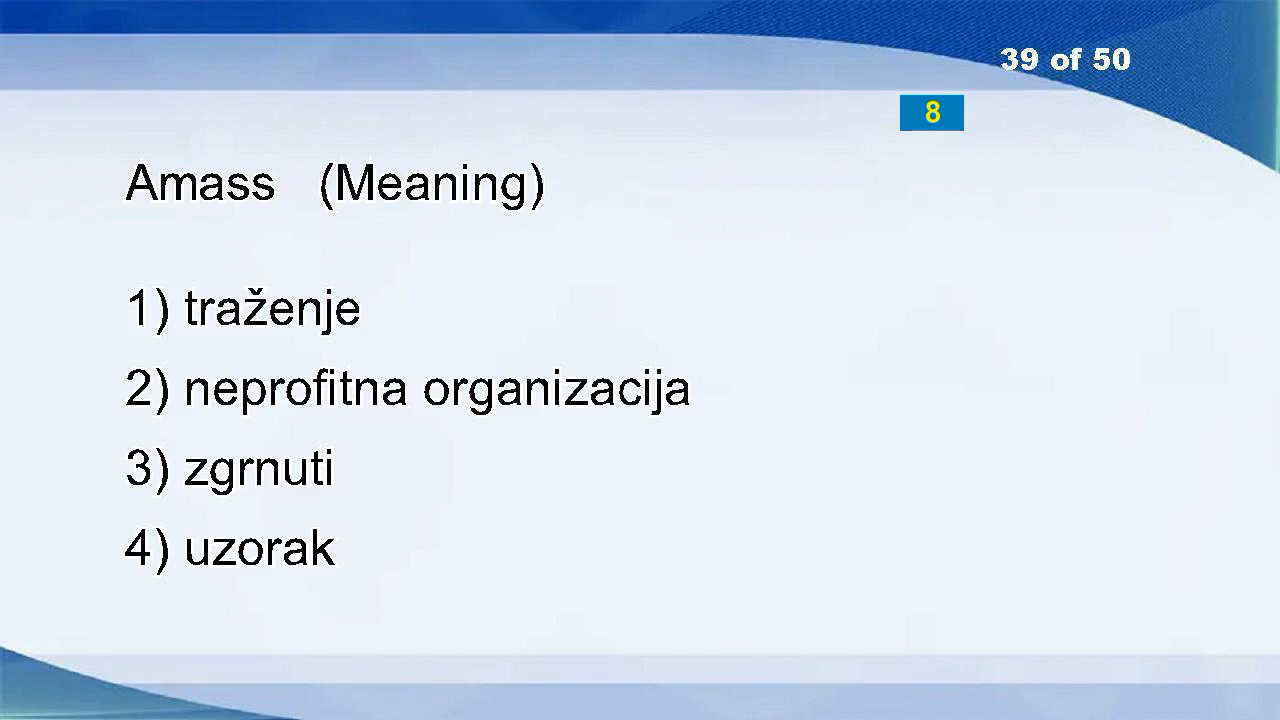 39 of 50
8
Amass (Meaning)
1) traženje
2) neprofitna organizacija
3) zgrnuti
4) uzorak